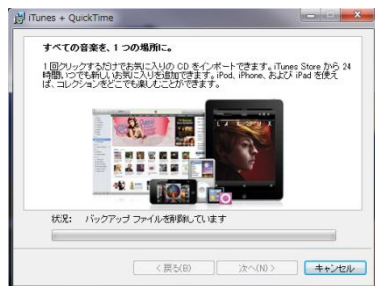 iTunes + QuickTime
すべての音楽を、1 つの場所に。
1 回クリックするだけでお気に入りの CD をインポートできます。iTunes Store から 24
時間、いつでも新しいお気に入りを追加できます。iPod、iPhone、および iPad を使え
ば、コレクションをどこでも楽しむことができます。
状況: バックアップ ファイルを削除しています
< 戻る(B) 次へ(N) > キャンセル